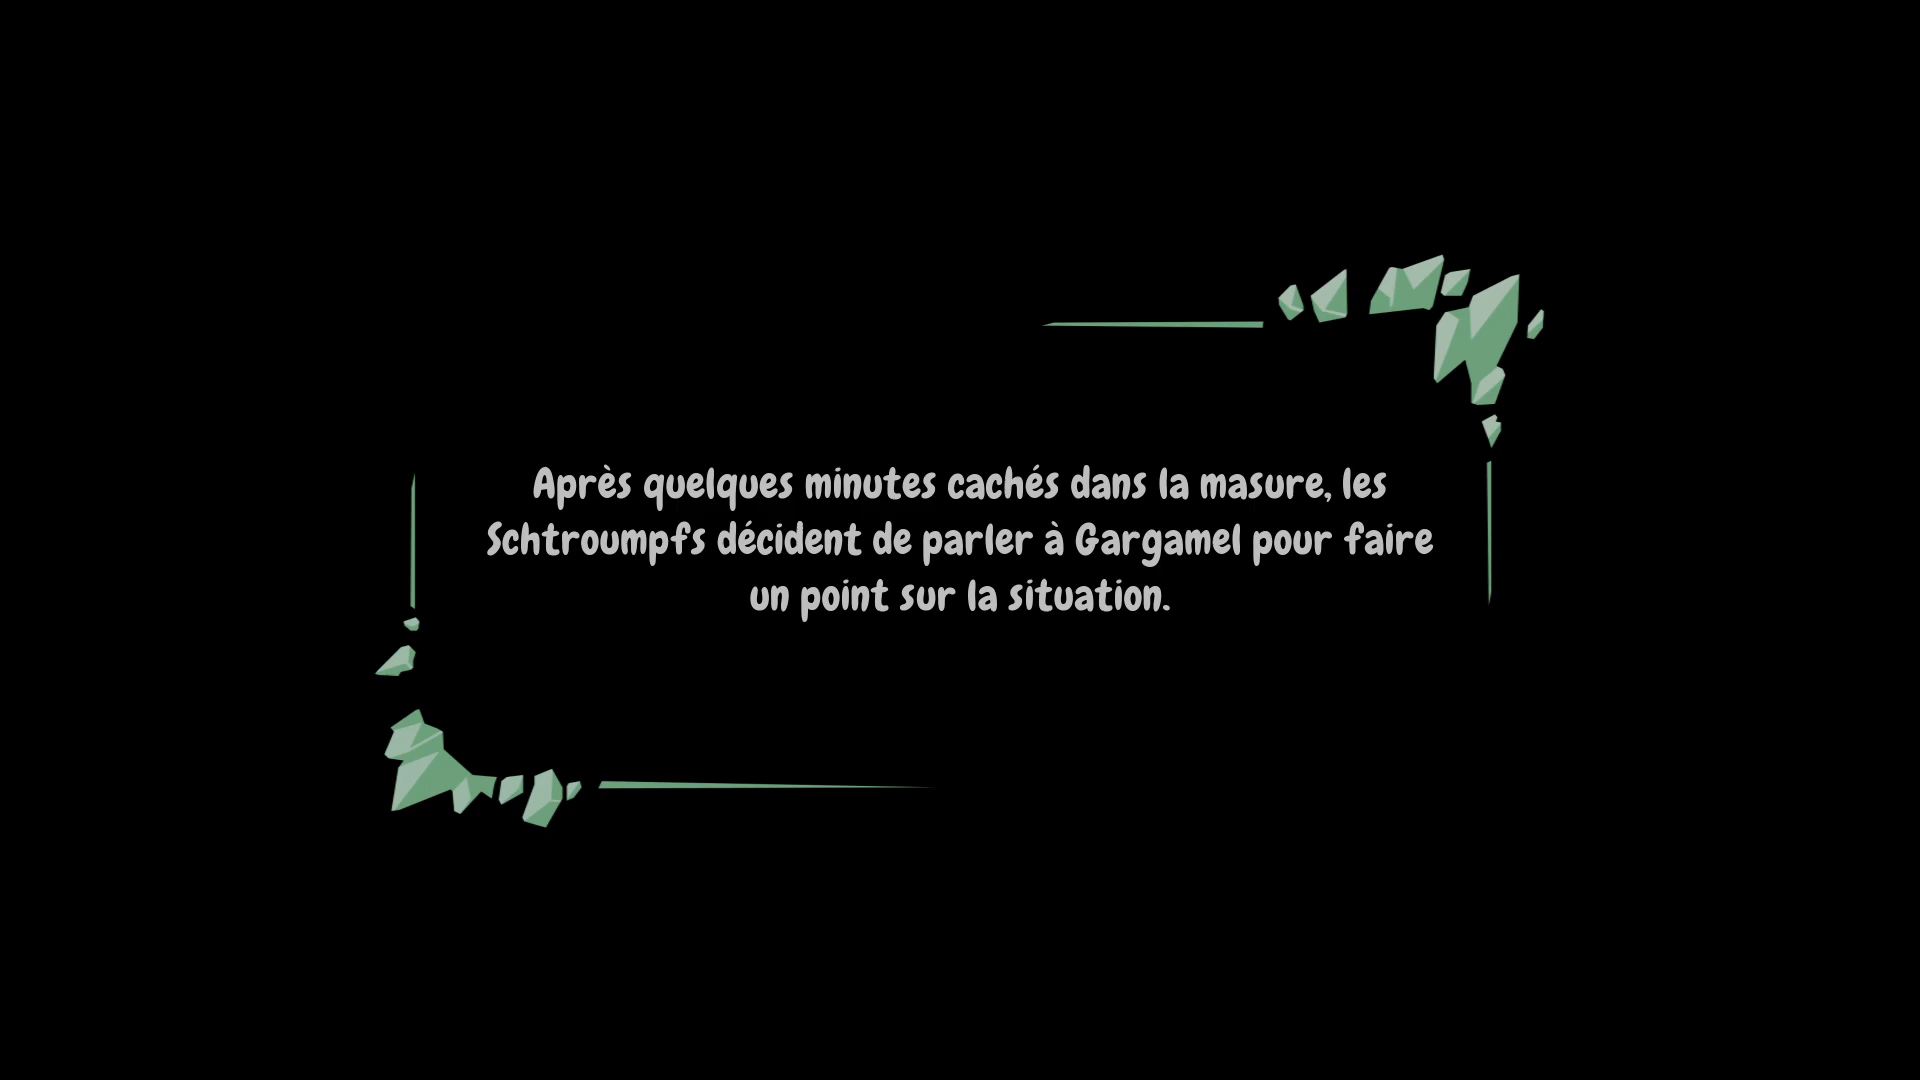 Après quelques minutes cachés dans la masure, les
Schtroumpfs décident de parler à Gargamel pour faire
un point sur la situation.